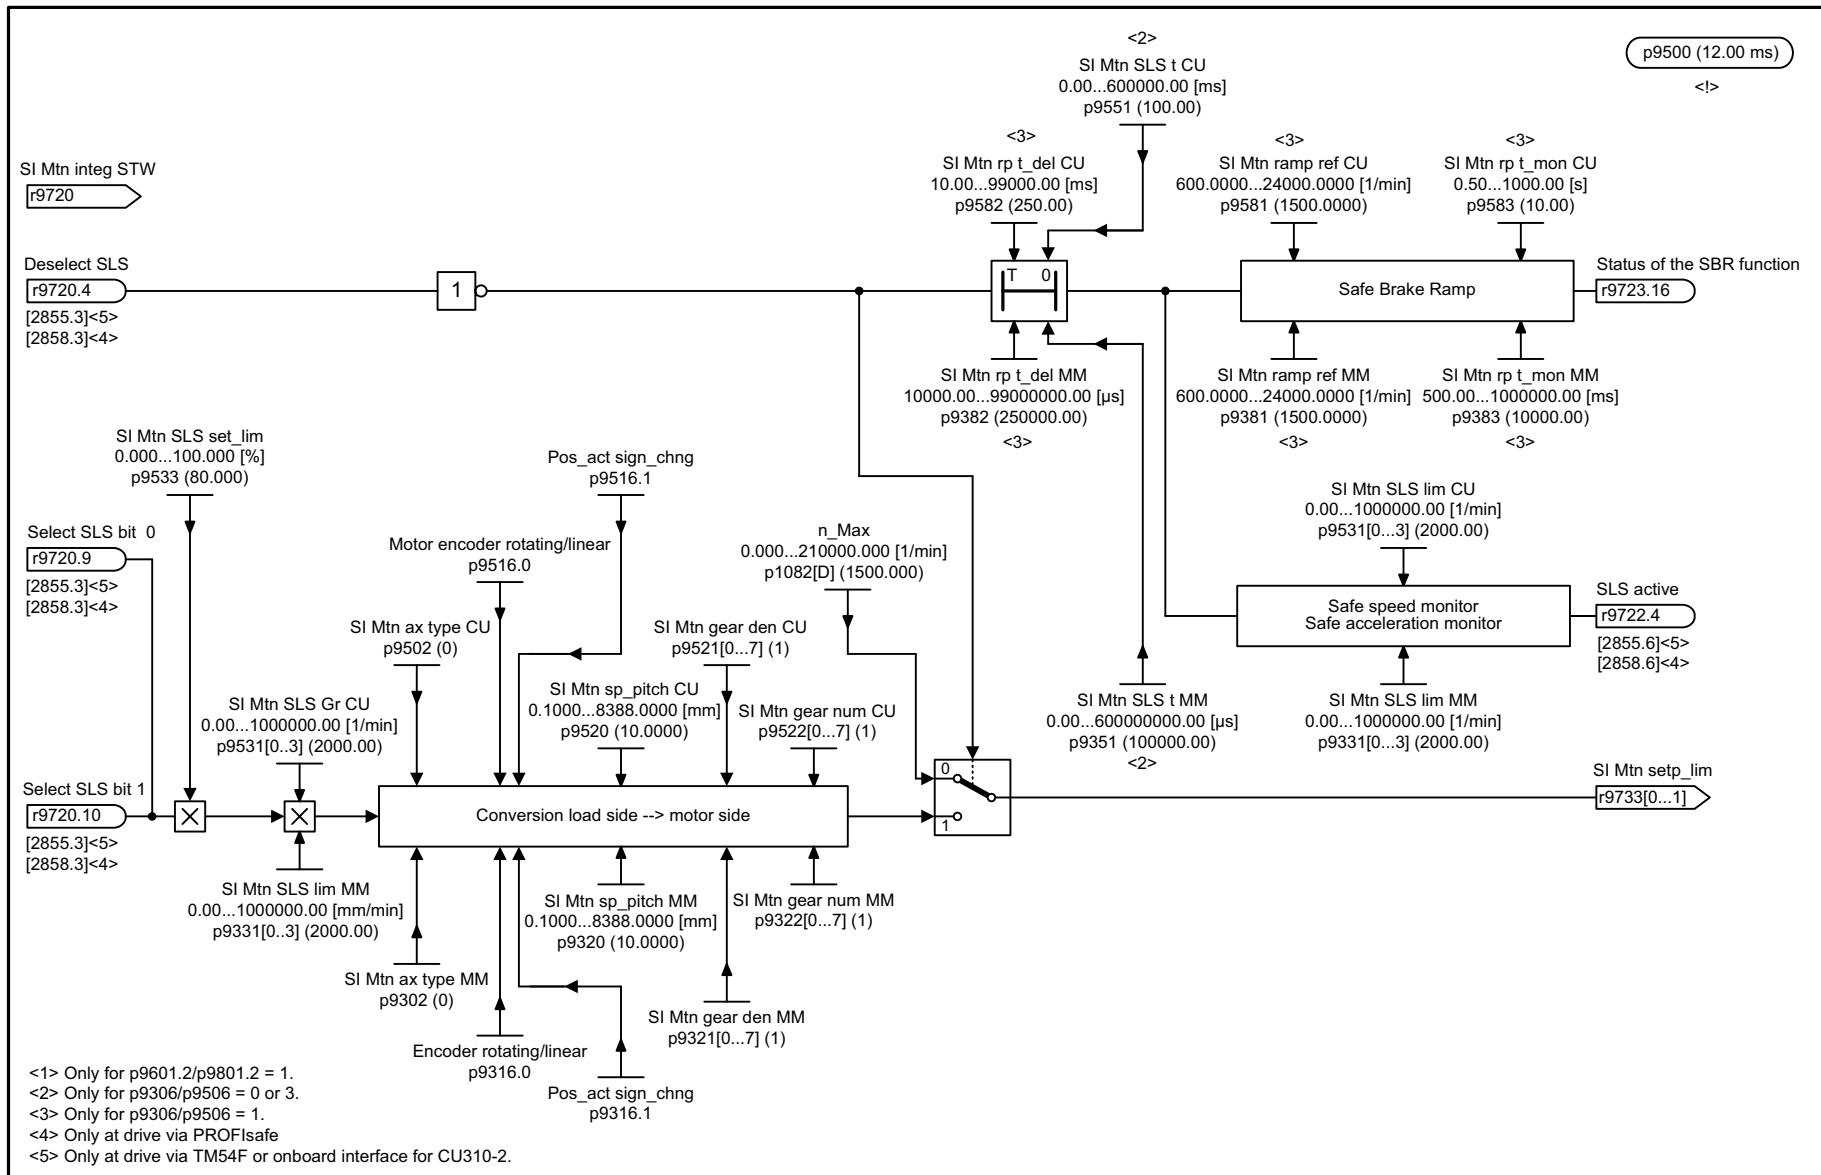 <2>
SI Mtn SLS t CU
0.00...600000.00 [ms]
p9551 (100.00)
p9500 (12.00 ms)
<!>
SI Mtn integ STW
r9720
<3>
SI Mtn rp t_del CU
10.00...99000.00 [ms]
p9582 (250.00)
<3>
SI Mtn ramp ref CU
600.0000...24000.0000 [1/min]
p9581 (1500.0000)
<3>
SI Mtn rp t_mon CU
0.50...1000.00 [s]
p9583 (10.00)
Deselect SLS
r9720.4
[2855.3]<5>
[2858.3]<4>
1
T 0
Safe Brake Ramp
Status of the SBR function
r9723.16
SI Mtn rp t_del MM
10000.00...99000000.00 [µs]
p9382 (250000.00)
<3>
SI Mtn ramp ref MM
600.0000...24000.0000 [1/min]
p9381 (1500.0000)
<3>
SI Mtn rp t_mon MM
500.00...1000000.00 [ms]
p9383 (10000.00)
<3>
SI Mtn SLS set_lim
0.000...100.000 [%]
p9533 (80.000)
Pos_act sign_chng
p9516.1
SI Mtn SLS lim CU
0.00...1000000.00 [1/min]
p9531[0...3] (2000.00)
Select SLS bit 0
r9720.9
[2855.3]<5>
[2858.3]<4>
Motor encoder rotating/linear
p9516.0
n_Max
0.000...210000.000 [1/min]
p1082[D] (1500.000)
Safe speed monitor
Safe acceleration monitor
SLS active
r9722.4
[2855.6]<5>
[2858.6]<4>
SI Mtn ax type CU
p9502 (0)
SI Mtn gear den CU
p9521[0...7] (1)
SI Mtn SLS Gr CU
0.00...1000000.00 [1/min]
p9531[0..3] (2000.00)
SI Mtn sp_pitch CU
0.1000...8388.0000 [mm]
p9520 (10.0000)
SI Mtn gear num CU
p9522[0...7] (1)
SI Mtn SLS t MM
0.00...600000000.00 [µs]
p9351 (100000.00)
<2>
SI Mtn SLS lim MM
0.00...1000000.00 [1/min]
p9331[0...3] (2000.00)
Select SLS bit 1
r9720.10
[2855.3]<5>
[2858.3]<4>
Conversion load side --> motor side
0
1
SI Mtn setp_lim
r9733[0...1]
SI Mtn SLS lim MM
0.00...1000000.00 [mm/min]
p9331[0..3] (2000.00)
SI Mtn sp_pitch MM
0.1000...8388.0000 [mm]
p9320 (10.0000)
SI Mtn gear num MM
p9322[0...7] (1)
SI Mtn ax type MM
p9302 (0)
SI Mtn gear den MM
p9321[0...7] (1)
Encoder rotating/linear
p9316.0
Pos_act sign_chng
p9316.1
<1> Only for p9601.2/p9801.2 = 1.
<2> Only for p9306/p9506 = 0 or 3.
<3> Only for p9306/p9506 = 1.
<4> Only at drive via PROFIsafe
<5> Only at drive via TM54F or onboard interface for CU310-2.